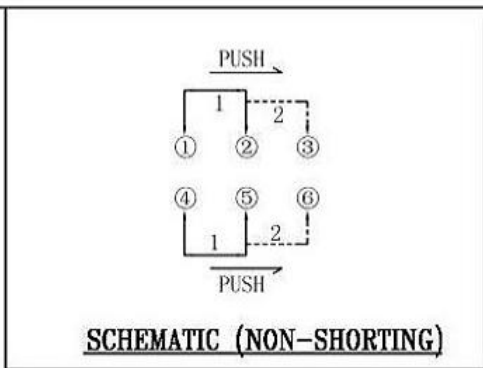 PUSH
1 2
① ② ③
④ ⑤ ⑥
1 2
PUSH
SCHEMATIC (NON-SHORTING)